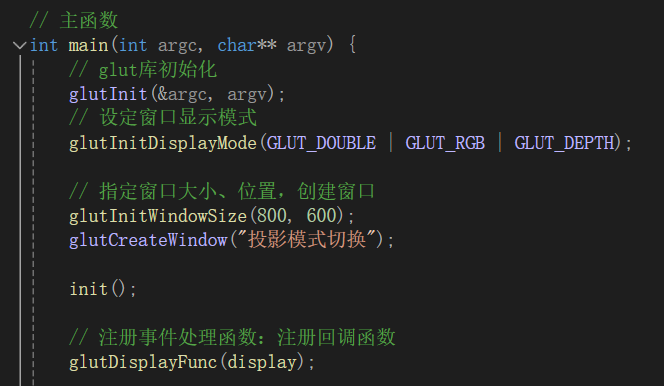 // 主函数
int main(int argc, char** argv) {
// glut库初始化
glutInit(&argc, argv);
// 设定窗口显示模式
glutInitDisplayMode(GLUT_DOUBLE | GLUT_RGB | GLUT_DEPTH);
// 指定窗口大小、位置，创建窗口
glutInitWindowSize(800, 600);
glutCreateWindow("投影模式切换");
init();
// 注册事件处理函数：注册回调函数
glutDisplayFunc(display);